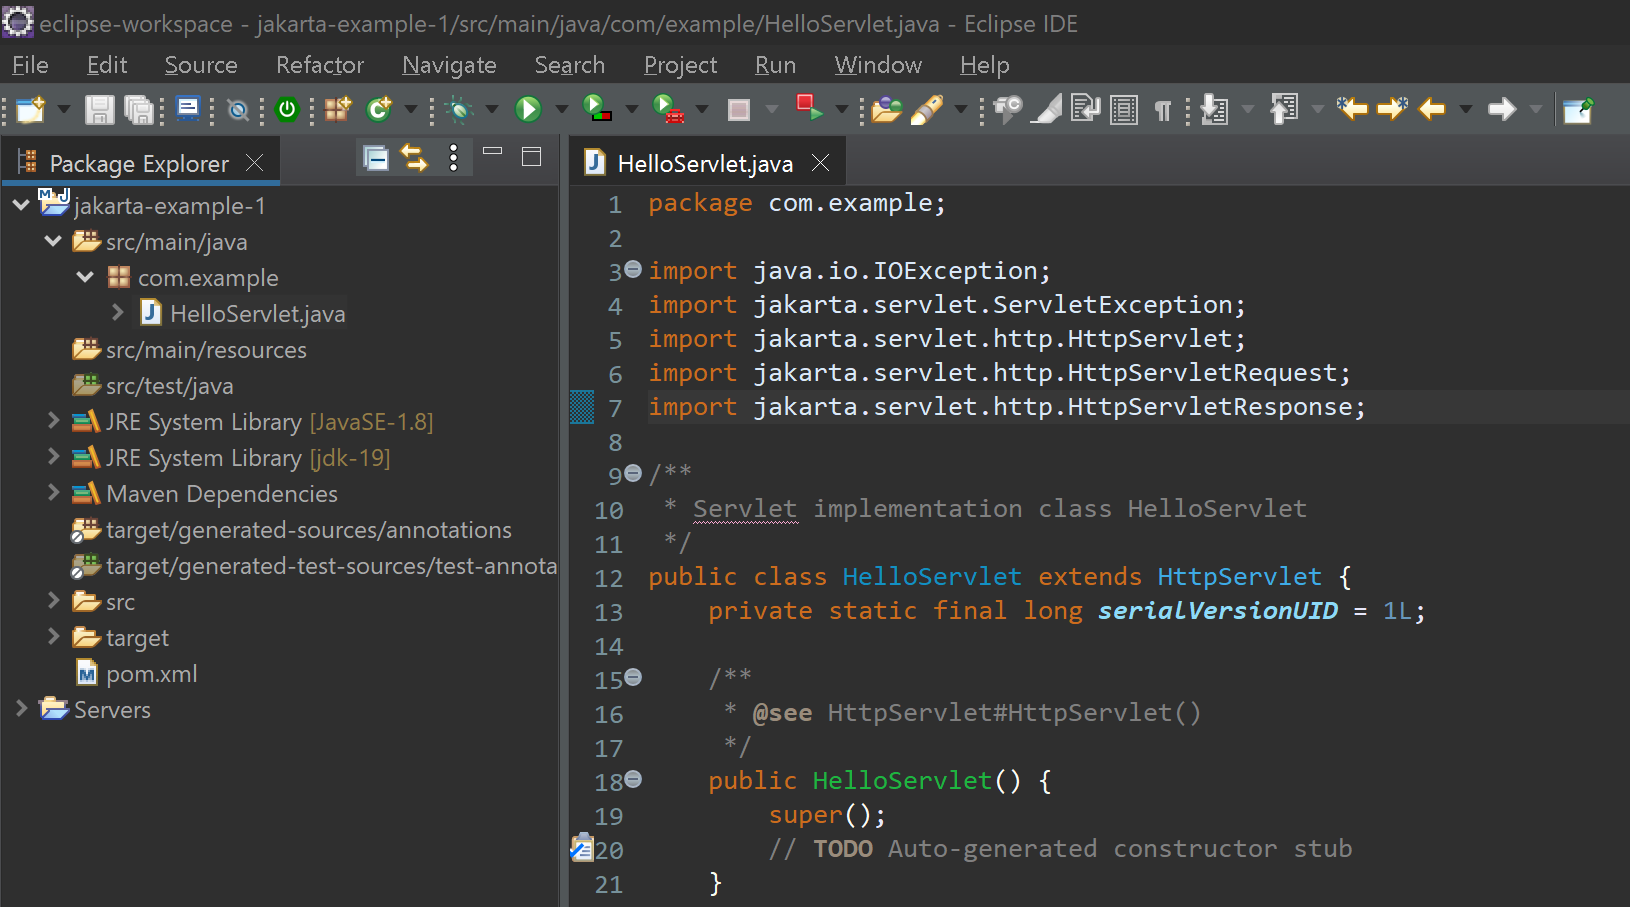 eclipse-workspace - jakarta-example-1/src/main/java/com/example/HelloServlet.java - Eclipse IDE
File Edit Source Refactor Navigate Search Project Run Window Help
Package Explorer
jakarta-example-1
src/main/java
com.example
HelloServlet.java
src/main/resources
src/test/java
JRE System Library [JavaSE-1.8]
JRE System Library [jdk-19]
Maven Dependencies
target/generated-sources/annotations
target/generated-test-sources/test-annota
src
target
pom.xml
Servers
HelloServlet.java
1 package com.example;
2
3 import java.io.IOException;
4 import jakarta.servlet.ServletException;
5 import jakarta.servlet.http.HttpServlet;
6 import jakarta.servlet.http.HttpServletRequest;
7 import jakarta.servlet.http.HttpServletResponse;
8
9 /**
10 * Servlet implementation class HelloServlet
11 */
12 public class HelloServlet extends HttpServlet {
13 private static final long serialVersionUID = 1L;
14
15 /**
16 * @see HttpServlet#HttpServlet()
17 */
18 public HelloServlet() {
19 super();
20 // TODO Auto-generated constructor stub
21 }